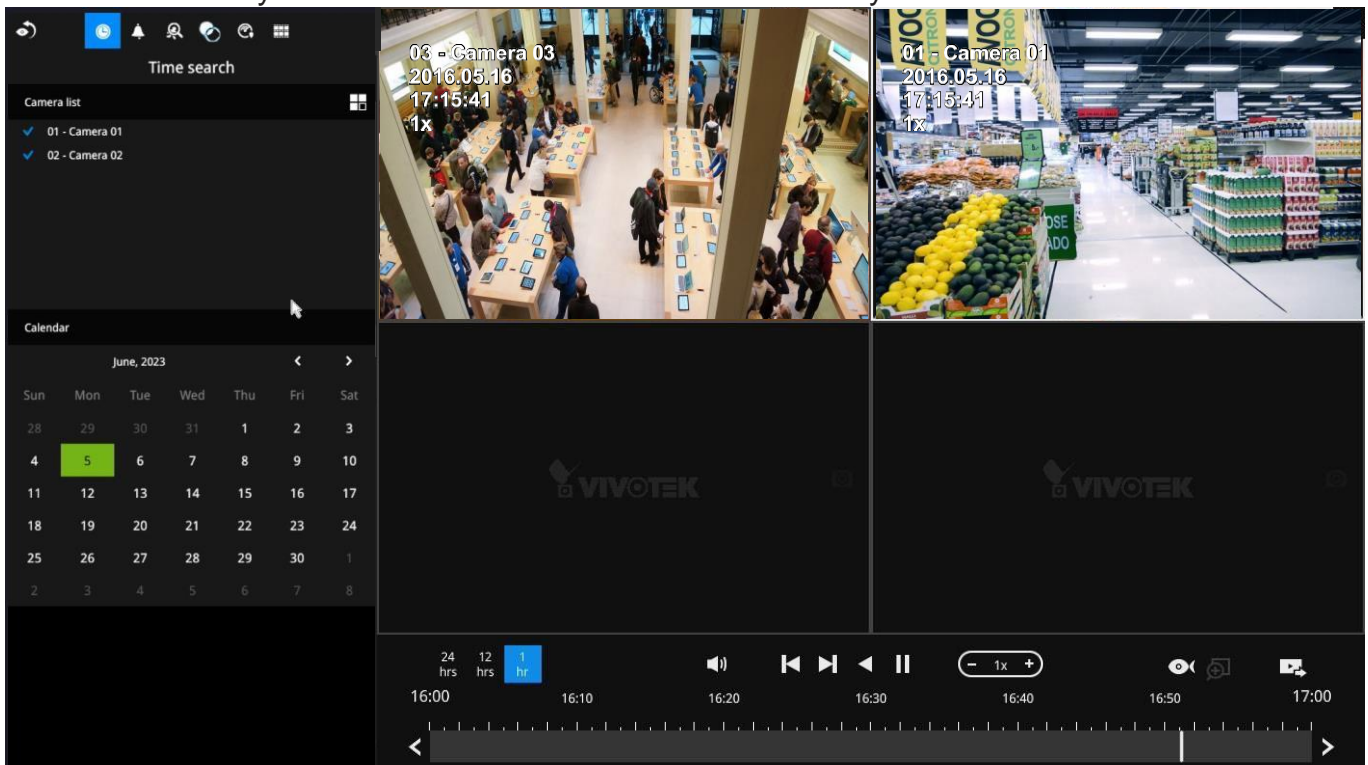 Time search
Camera list
01 - Camera 01
02 - Camera 02
Calendar
June, 2023
Sun Mon Tue Wed Thu Fri Sat
28 29 30 31 1 2 3
4 5 6 7 8 9 10
11 12 13 14 15 16 17
18 19 20 21 22 23 24
25 26 27 28 29 30 1
2 3 4 5 6 7 8
03 - Camera 03
2016.05.16
17:15:41
1x
01 - Camera 01
2016.05.16
17:15:41
1x
OSE
ADO
VIVOTEK
VIVOTEK
24 hrs 12 hrs 1 hr
- 1x +
16:00 16:10 16:20 16:30 16:40 16:50 17:00